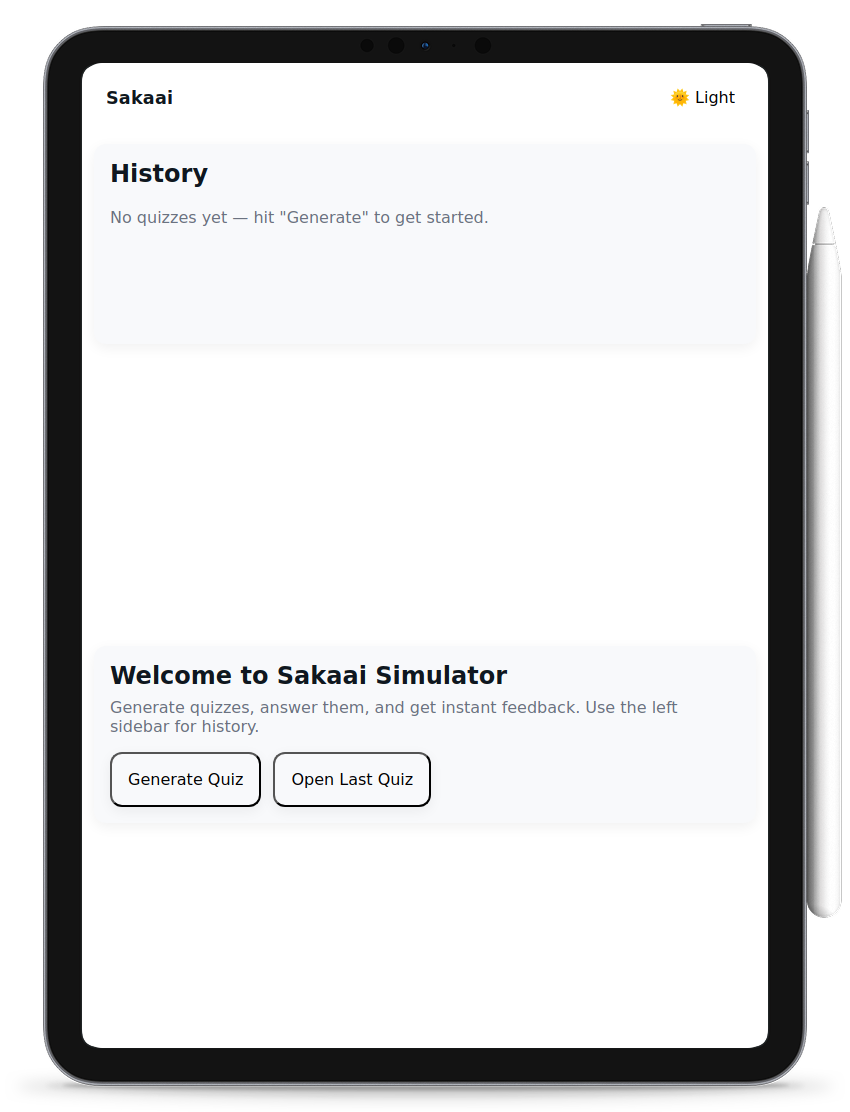 Sakaai
🌞 Light
History
No quizzes yet — hit "Generate" to get started.
Welcome to Sakaai Simulator
Generate quizzes, answer them, and get instant feedback. Use the left
sidebar for history.
Generate Quiz
Open Last Quiz